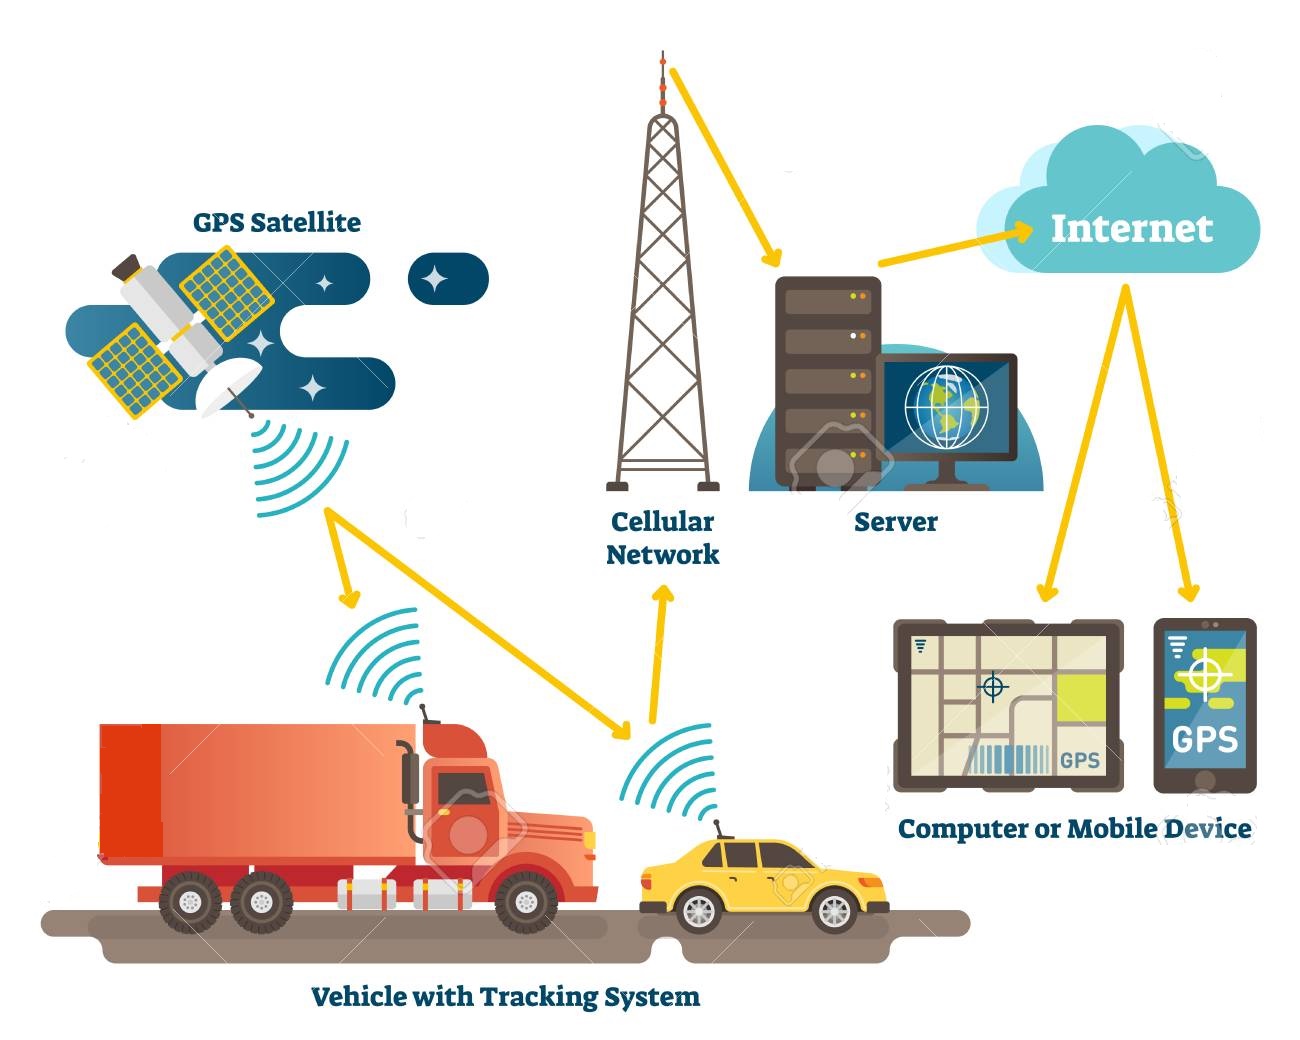 GPS Satellite
Internet
Cellular
Network
Server
GPS
GPS
Computer or Mobile Device
Vehicle with Tracking System